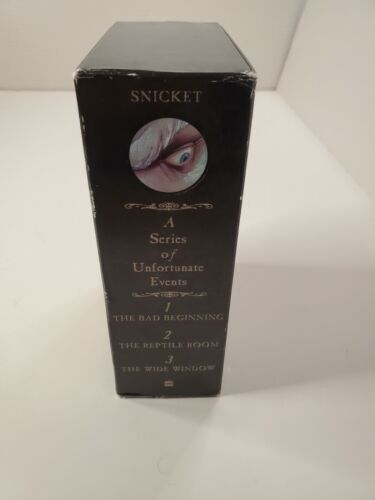 SNICKET
A
Series
of
Unfortunate
Events
1
THE BAD BEGINNING
2
THE REPTILE ROOM
3
THE WIDE WINDOW